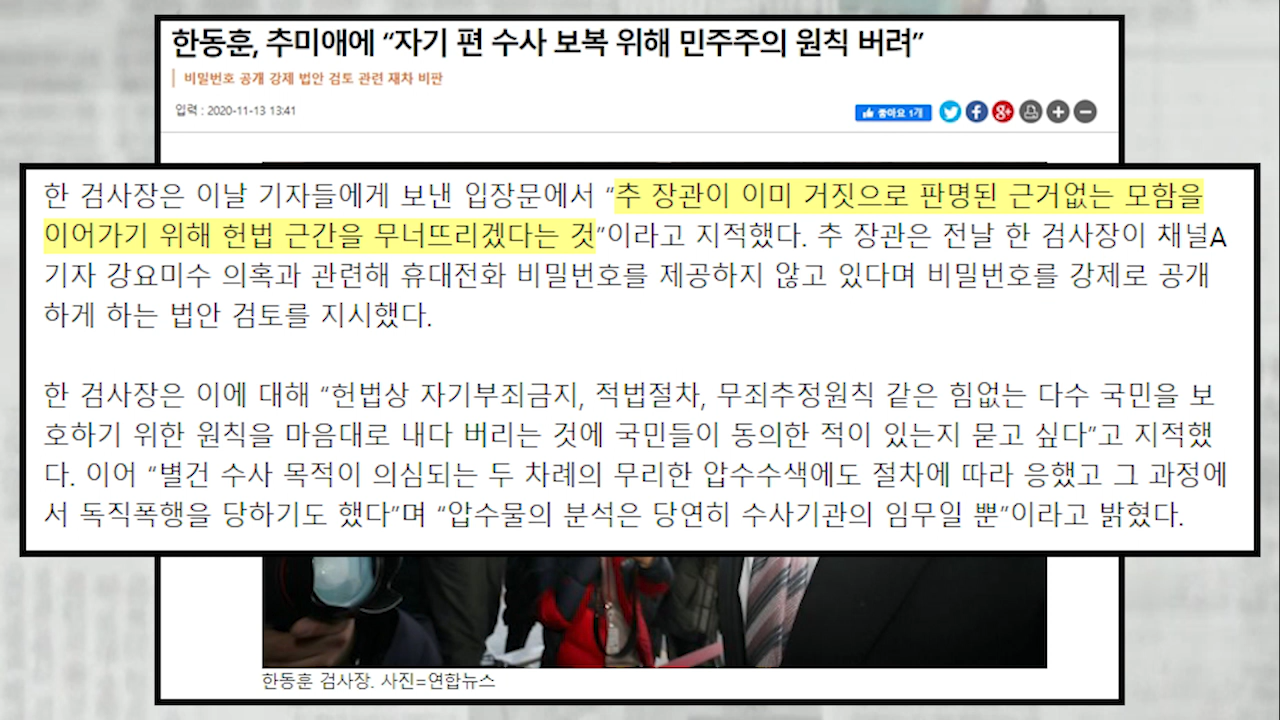 한동훈, 추미애에 “자기 편 수사 보복 위해 민주주의 원칙 버려”
비밀번호 공개 강제 법안 검토 관련 재차 비판
입력 : 2020-11-13 13:41
좋아요 1개
한 검사장은 이날 기자들에게 보낸 입장문에서 “추 장관이 이미 거짓으로 판명된 근거없는 모함을
이어가기 위해 헌법 근간을 무너뜨리겠다는 것”이라고 지적했다. 추 장관은 전날 한 검사장이 채널A
기자 강요미수 의혹과 관련해 휴대전화 비밀번호를 제공하지 않고 있다며 비밀번호를 강제로 공개
하게 하는 법안 검토를 지시했다.
한 검사장은 이에 대해 “헌법상 자기부죄금지, 적법절차, 무죄추정원칙 같은 힘없는 다수 국민을 보
호하기 위한 원칙을 마음대로 내다 버리는 것에 국민들이 동의한 적이 있는지 묻고 싶다”고 지적했
다. 이어 “별건 수사 목적이 의심되는 두 차례의 무리한 압수수색에도 절차에 따라 응했고 그 과정에
서 독직폭행을 당하기도 했다”며 “압수물의 분석은 당연히 수사기관의 임무일 뿐”이라고 밝혔다.
한동훈 검사장. 사진=연합뉴스